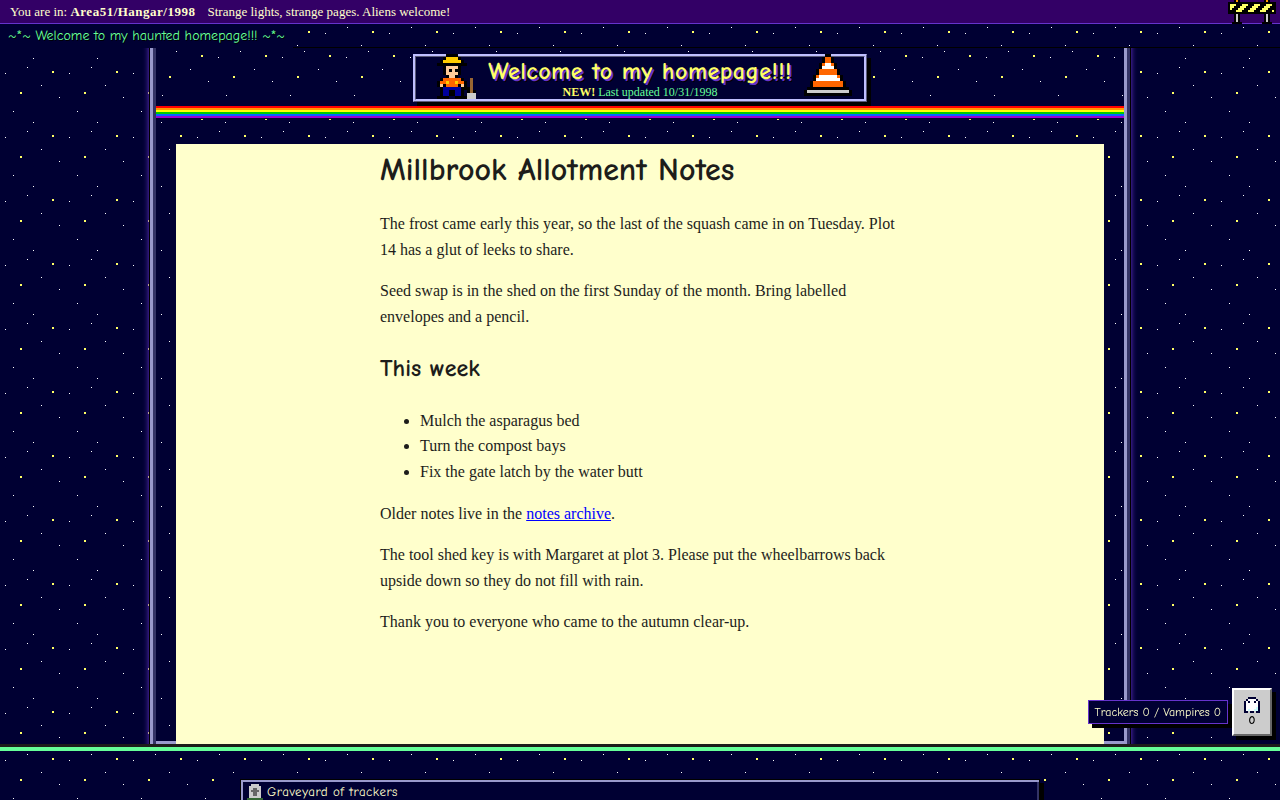 You are in: Area51/Hangar/1998 Strange lights, strange pages. Aliens welcome!
~*~ Welcome to my haunted homepage!!! ~*~
Welcome to my homepage!!!
NEW! Last updated 10/31/1998
Millbrook Allotment Notes
The frost came early this year, so the last of the squash came in on Tuesday. Plot
14 has a glut of leeks to share.
Seed swap is in the shed on the first Sunday of the month. Bring labelled
envelopes and a pencil.
This week
• Mulch the asparagus bed
• Turn the compost bays
• Fix the gate latch by the water butt
Older notes live in the notes archive.
The tool shed key is with Margaret at plot 3. Please put the wheelbarrows back
upside down so they do not fill with rain.
Thank you to everyone who came to the autumn clear-up.
Trackers 0 / Vampires 0
0
Graveyard of trackers